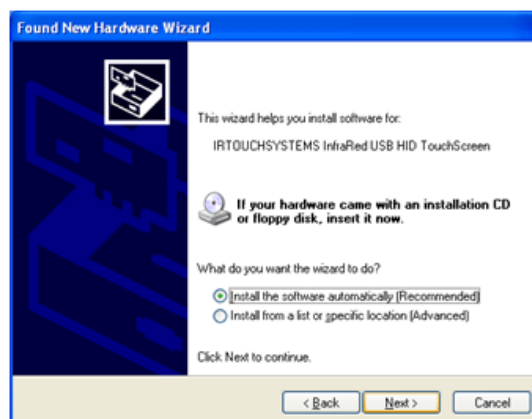 Found New Hardware Wizard
This wizard helps you install software for:
IRTOUCHSYSTEMS InfraRed USB HID TouchScreen
If your hardware came with an installation CD
or floppy disk, insert it now.
What do you want the wizard to do?
Install the software automatically (Recommended)
Install from a list or specific location (Advanced)
Click Next to continue.
< Back  Next >  Cancel